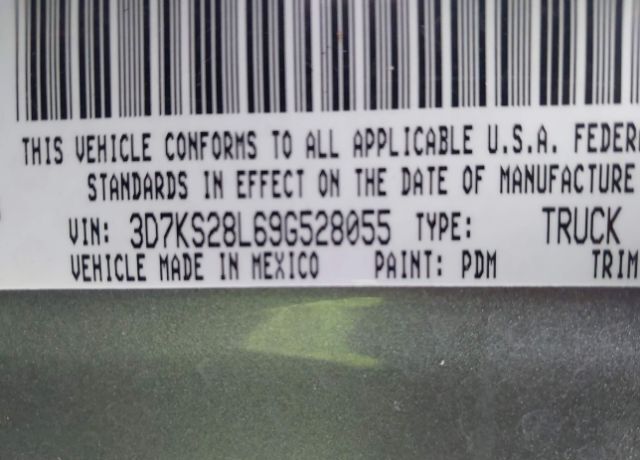 THIS VEHICLE CONFORMS TO ALL APPLICABLE U.S.A. FEDER
STANDARDS IN EFFECT ON THE DATE OF MANUFACTURE
VIN: 3D7KS28L69G528055 TYPE: TRUCK
VEHICLE MADE IN MEXICO PAINT: PDM TRIM